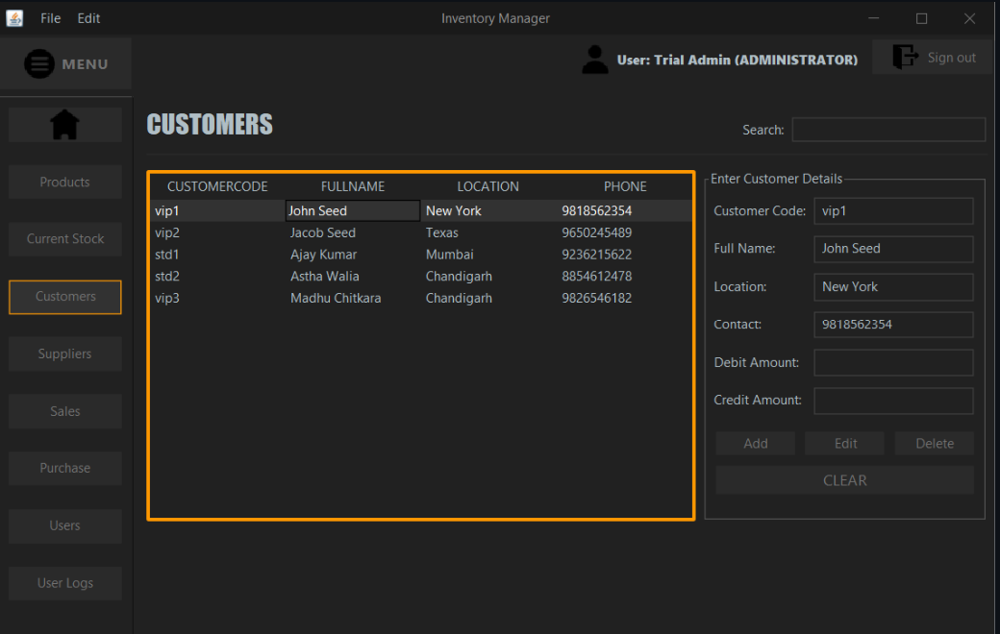 File Edit Inventory Manager
MENU
User: Trial Admin (ADMINISTRATOR) Sign out
Products
Current Stock
Customers
Suppliers
Sales
Purchase
Users
User Logs
CUSTOMERS
Search:
CUSTOMERCODE FULLNAME LOCATION PHONE
vip1 John Seed New York 9818562354
vip2 Jacob Seed Texas 9650245489
std1 Ajay Kumar Mumbai 9236215622
std2 Astha Walia Chandigarh 8854612478
vip3 Madhu Chitkara Chandigarh 9826546182
Enter Customer Details
Customer Code: vip1
Full Name: John Seed
Location: New York
Contact: 9818562354
Debit Amount:
Credit Amount:
Add Edit Delete
CLEAR